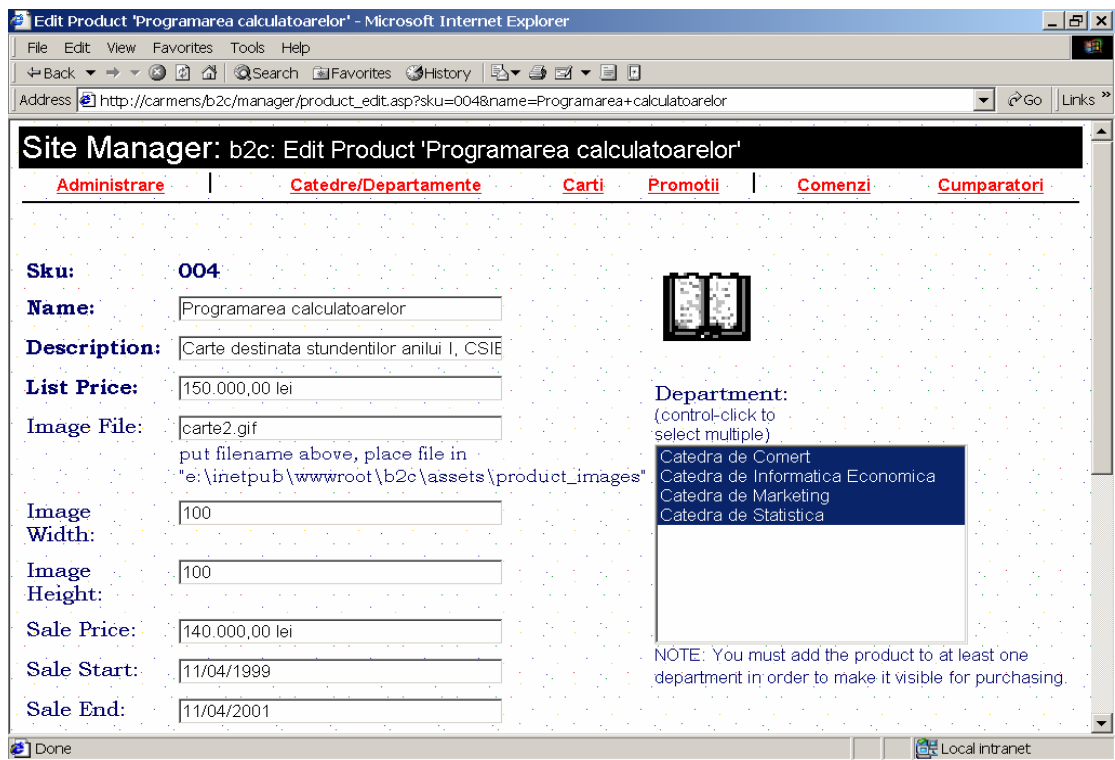 Edit Product 'Programarea calculatoarelor' - Microsoft Internet Explorer
File Edit View Favorites Tools Help
Back Search Favorites History
Address http://carmens/b2c/manager/product_edit.asp?sku=004&name=Programarea+calculatoarelor Go Links »
Site Manager: b2c: Edit Product 'Programarea calculatoarelor'
Administrare | Catedre/Departamente Carti Promotii | Comenzi Cumparatori
Sku: 004
Name: Programarea calculatoarelor
Description: Carte destinata stundentilor anilui I, CSIE
List Price: 150.000,00 lei
Image File: carte2.gif
put filename above, place file in
"e:\inetpub\wwwroot\b2c\assets\product_images"
Image
Width:
100
Image
Height:
100
Sale Price: 140.000,00 lei
Sale Start: 11/04/1999
Sale End: 11/04/2001
Department:
(control-click to
select multiple)
Catedra de Comert
Catedra de Informatica Economica
Catedra de Marketing
Catedra de Statistica
NOTE: You must add the product to at least one
department in order to make it visible for purchasing.
Done
Local intranet